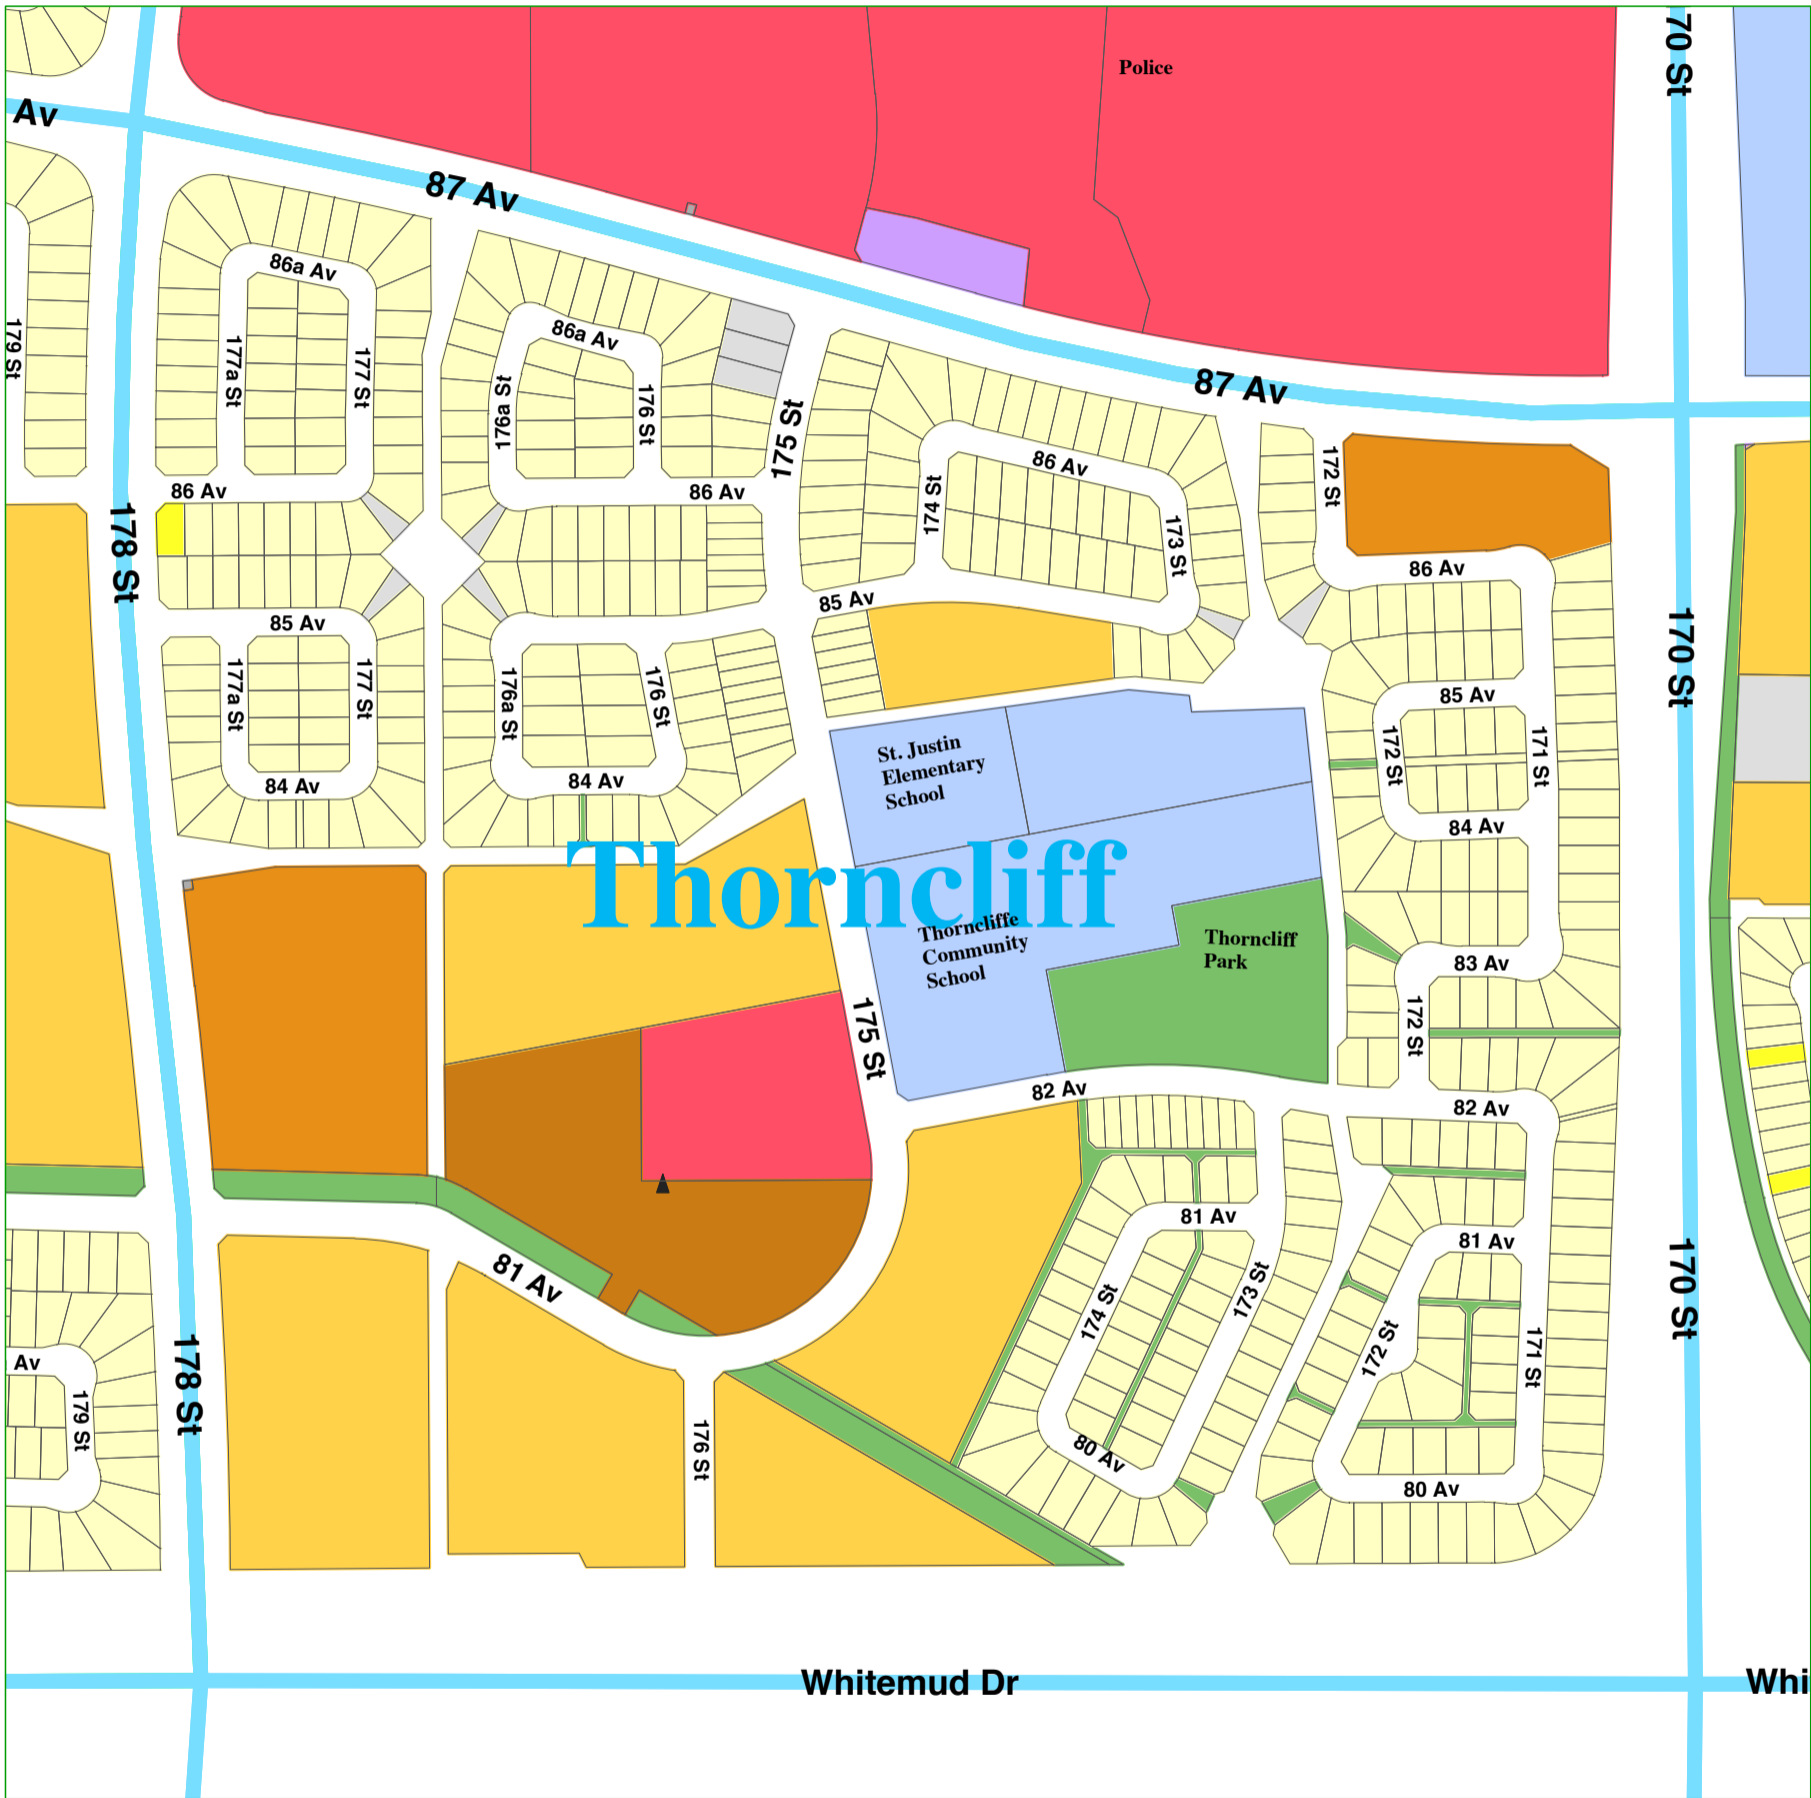 70 St
Police
Av
87 Av
86a Av
179 St
177a St
177 St
86a Av
176a St
176 St
175 St
87 Av
86 Av
172 St
86 Av
86 Av
174 St
173 St
178 St
86 Av
85 Av
85 Av
170 St
177a St
177 St
176a St
176 St
85 Av
St. Justin
Elementary
School
172 St
171 St
84 Av
84 Av
84 Av
Thorncliff
Thorncliffe
Community
School
Thorncliff
Park
83 Av
175 St
172 St
82 Av
82 Av
81 Av
81 Av
81 Av
174 St
173 St
172 St
171 St
170 St
Av
179 St
178 St
176 St
80 Av
80 Av
Whitemud Dr
Whi